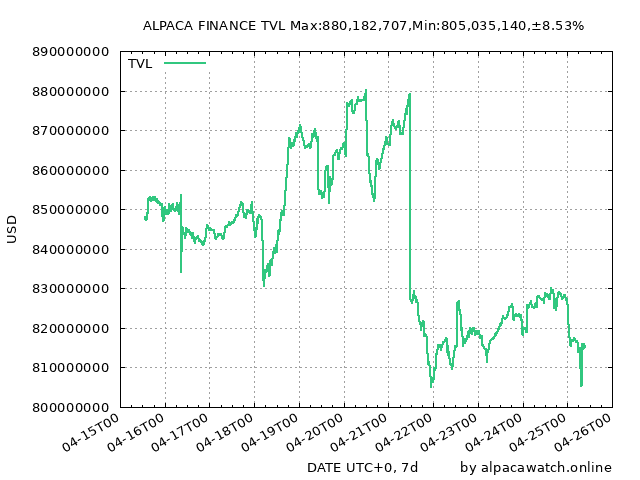 ALPACA FINANCE TVL Max:880,182,707,Min:805,035,140,±8.53%
TVL
890000000
880000000
870000000
860000000
850000000
840000000
830000000
820000000
810000000
800000000
USD
04-15T00
04-16T00
04-17T00
04-18T00
04-19T00
04-20T00
04-21T00
04-22T00
04-23T00
04-24T00
04-25T00
04-26T00
DATE UTC+0, 7d
by alpacawatch.online